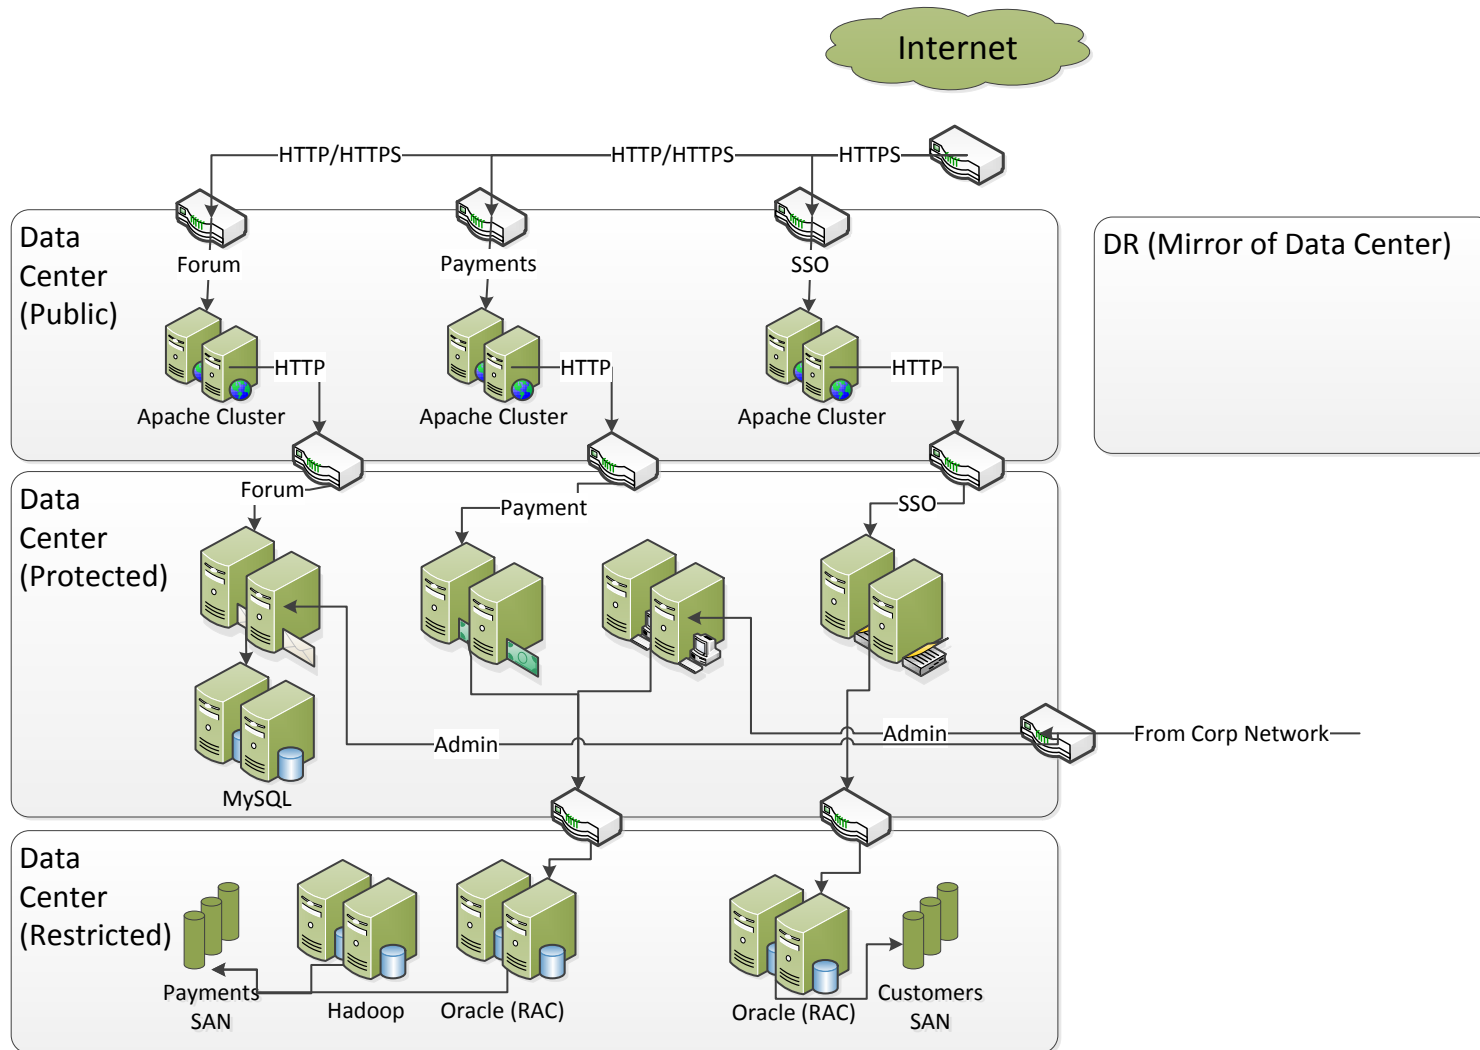 Internet
HTTP/HTTPS
HTTP/HTTPS
HTTPS
Data
Center
(Public)
Forum
Payments
SSO
HTTP
HTTP
HTTP
Apache Cluster
Apache Cluster
Apache Cluster
DR (Mirror of Data Center)
Data
Center
(Protected)
Forum
Payment
SSO
Admin
Admin
From Corp Network
MySQL
Data
Center
(Restricted)
Payments
SAN
Hadoop
Oracle (RAC)
Oracle (RAC)
Customers
SAN